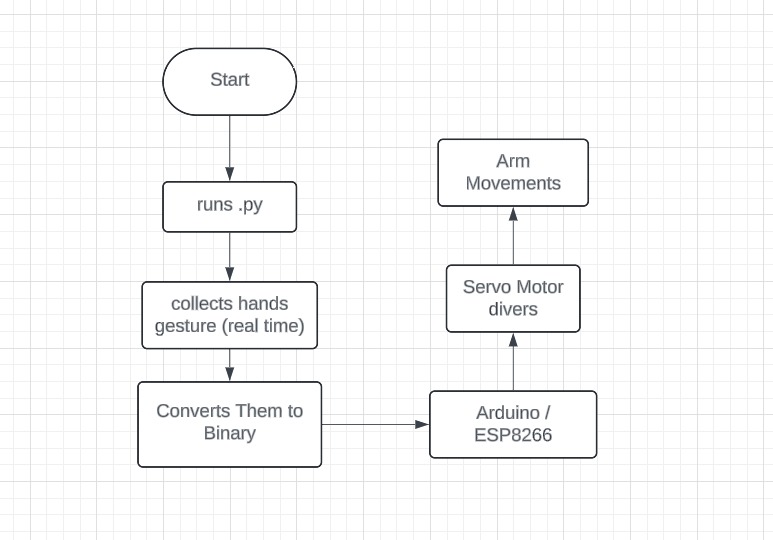 Start
runs .py
collects hands
gesture (real time)
Converts Them to
Binary
Arduino /
ESP8266
Servo Motor
divers
Arm
Movements